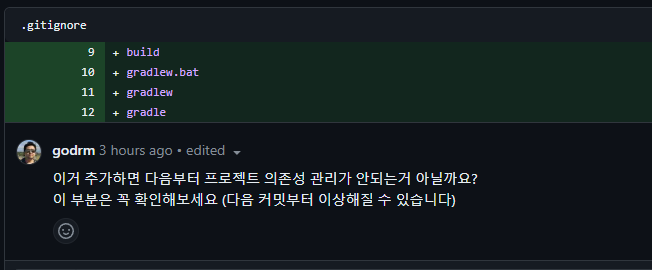 .gitignore
9 + build
10 + gradlew.bat
11 + gradlew
12 + gradle
godrm 3 hours ago • edited
이거 추가하면 다음부터 프로젝트 의존성 관리가 안되는거 아닐까요?
이 부분은 꼭 확인해보세요 (다음 커밋부터 이상해질 수 있습니다)